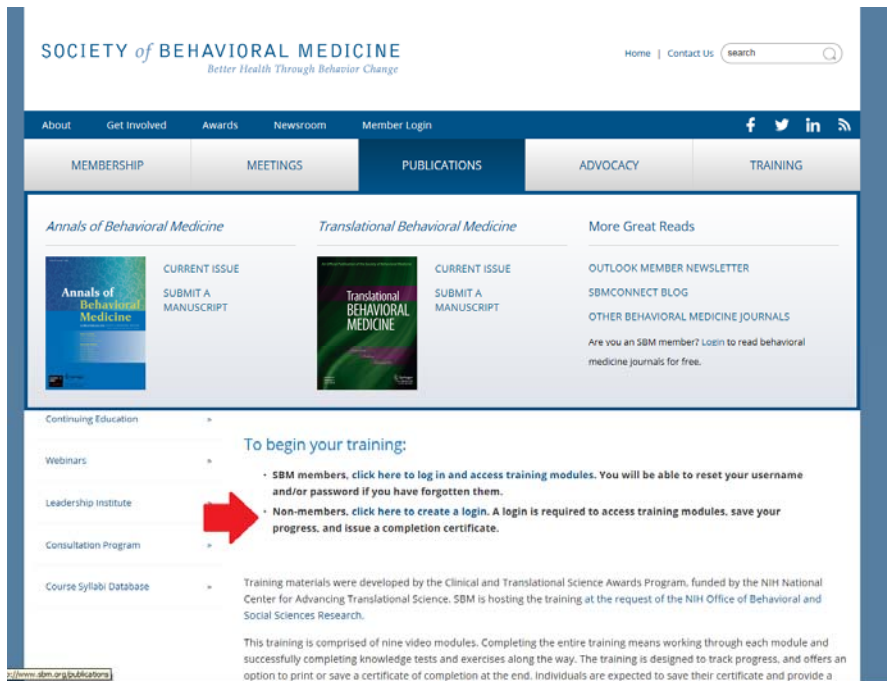 SOCIETY of BEHAVIORAL MEDICINE
Better Health Through Behavior Change
Home | Contact Us
search
About Get Involved Awards Newsroom Member Login
MEMBERSHIP MEETINGS PUBLICATIONS ADVOCACY TRAINING
Annals of Behavioral Medicine
Annals of
Behavioral
Medicine
CURRENT ISSUE
SUBMIT A
MANUSCRIPT
Translational Behavioral Medicine
Translational
BEHAVIORAL
MEDICINE
CURRENT ISSUE
SUBMIT A
MANUSCRIPT
More Great Reads
OUTLOOK MEMBER NEWSLETTER
SBMCONNECT BLOG
OTHER BEHAVIORAL MEDICINE JOURNALS
Are you an SBM member? Login to read behavioral
medicine journals for free.
Continuing Education »
Webinars »
Leadership Institute »
Consultation Program »
Course Syllabi Database »
To begin your training:
• SBM members, click here to log in and access training modules. You will be able to reset your username
and/or password if you have forgotten them.
• Non-members, click here to create a login. A login is required to access training modules, save your
progress, and issue a completion certificate.
Training materials were developed by the Clinical and Translational Science Awards Program, funded by the NIH National
Center for Advancing Translational Science. SBM is hosting the training at the request of the NIH Office of Behavioral and
Social Sciences Research.
This training is comprised of nine video modules. Completing the entire training means working through each module and
successfully completing knowledge tests and exercises along the way. The training is designed to track progress, and offers an
option to print or save a certificate of completion at the end. Individuals are expected to save their certificate and provide a
://www.sbm.org/publications